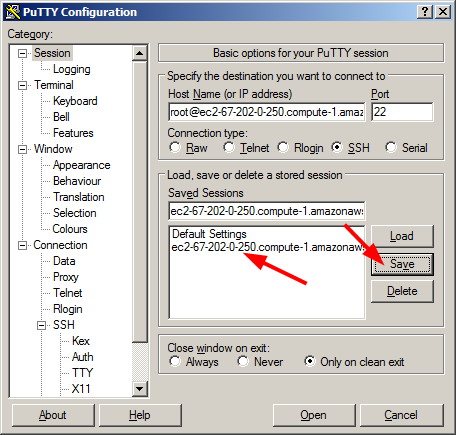 PuTTY Configuration
Category:
Session
Logging
Terminal
Keyboard
Bell
Features
Window
Appearance
Behaviour
Translation
Selection
Colours
Connection
Data
Proxy
Telnet
Rlogin
SSH
Kex
Auth
TTY
X11
Basic options for your PuTTY session
Specify the destination you want to connect to
Host Name (or IP address) Port
root@ec2-67-202-0-250.compute-1.amaz 22
Connection type:
Raw Telnet Rlogin SSH Serial
Load, save or delete a stored session
Saved Sessions
ec2-67-202-0-250.compute-1.amazonaws
Default Settings
ec2-67-202-0-250.compute-1.amazonaws
Load
Save
Delete
Close window on exit:
Always Never Only on clean exit
About Help Open Cancel